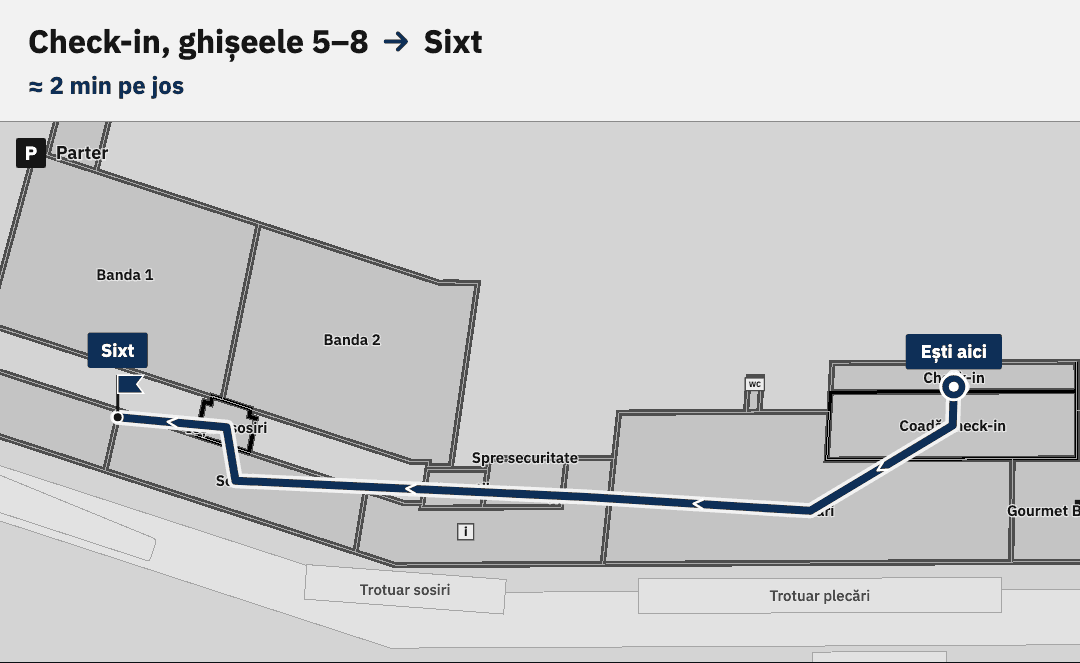 Check-in, ghișeele 5–8 → Sixt
≈ 2 min pe jos
P Parter
Banda 1
Banda 2
Sixt
Ești aici
wc
sosiri
Spre securitate
i
Gourmet B
Trotuar sosiri
Trotuar plecări